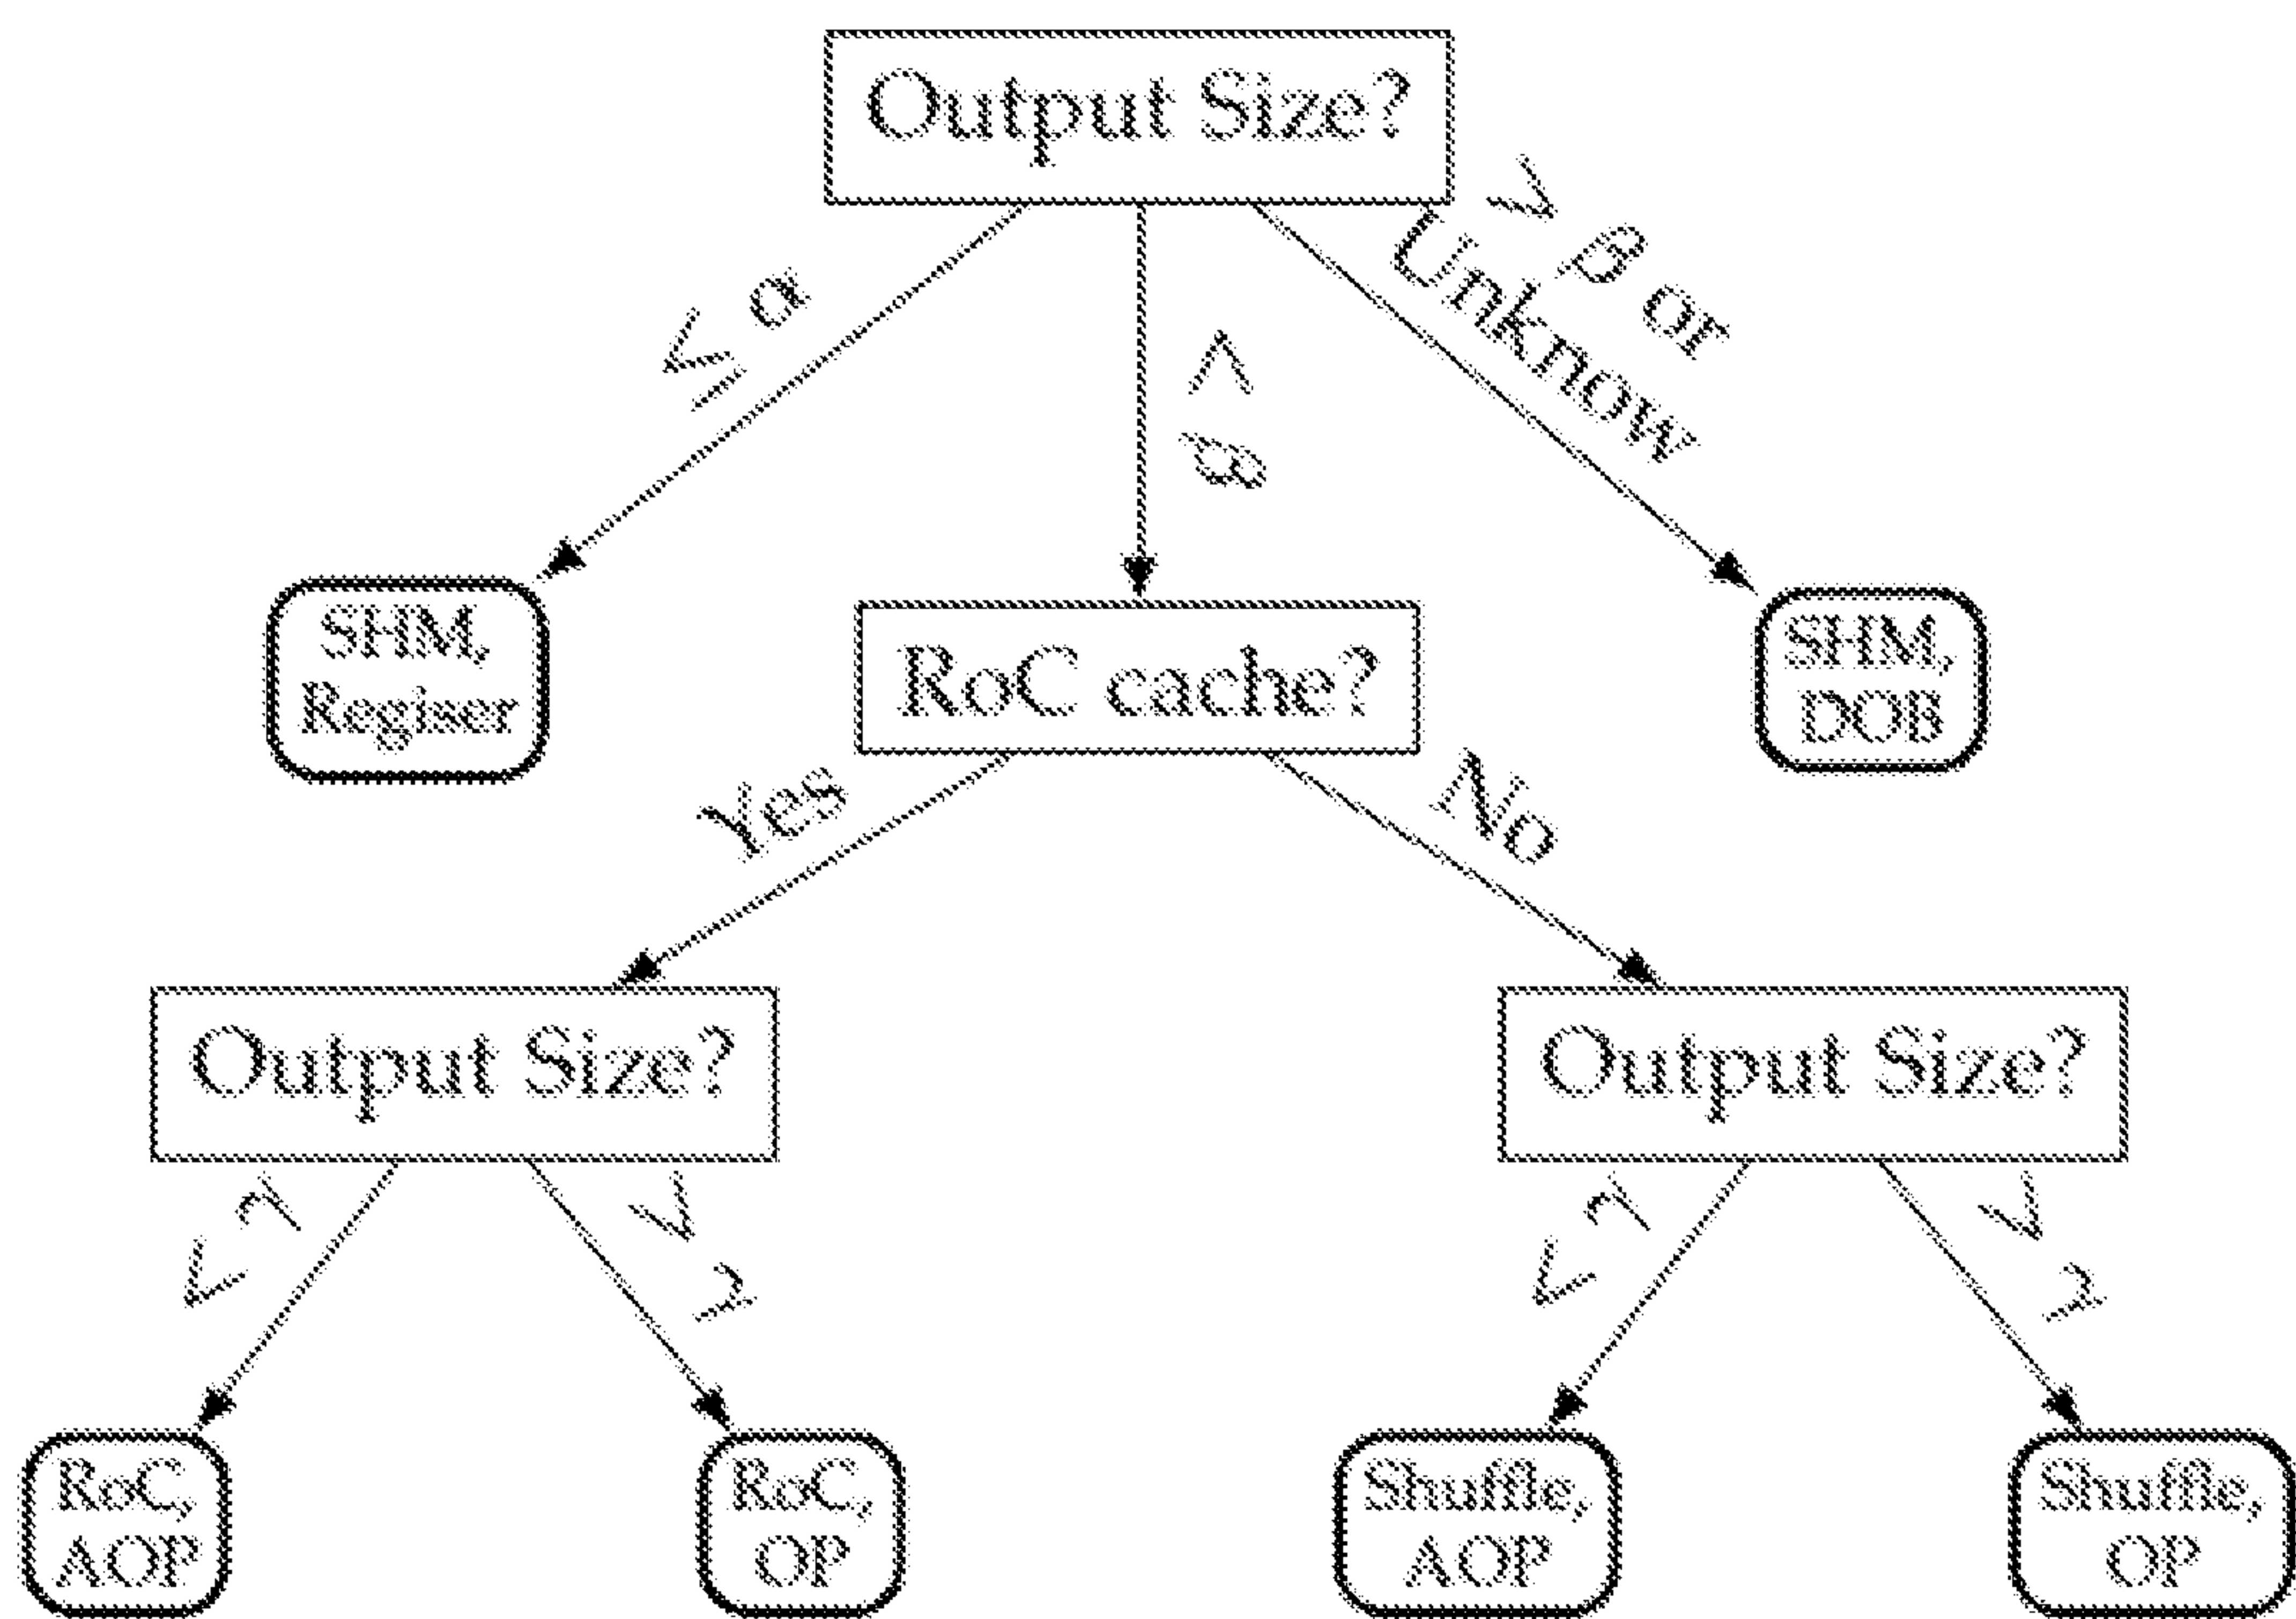 Output Size?
≤ α
< β
> β or
Unknow
SHM,
Regiser
RoC cache?
SHM,
DOB
Yes
No
Output Size?
Output Size?
< γ
> γ
< γ
> γ
RoC,
AOP
RoC,
OP
Shuffle,
AOP
Shuffle,
OP